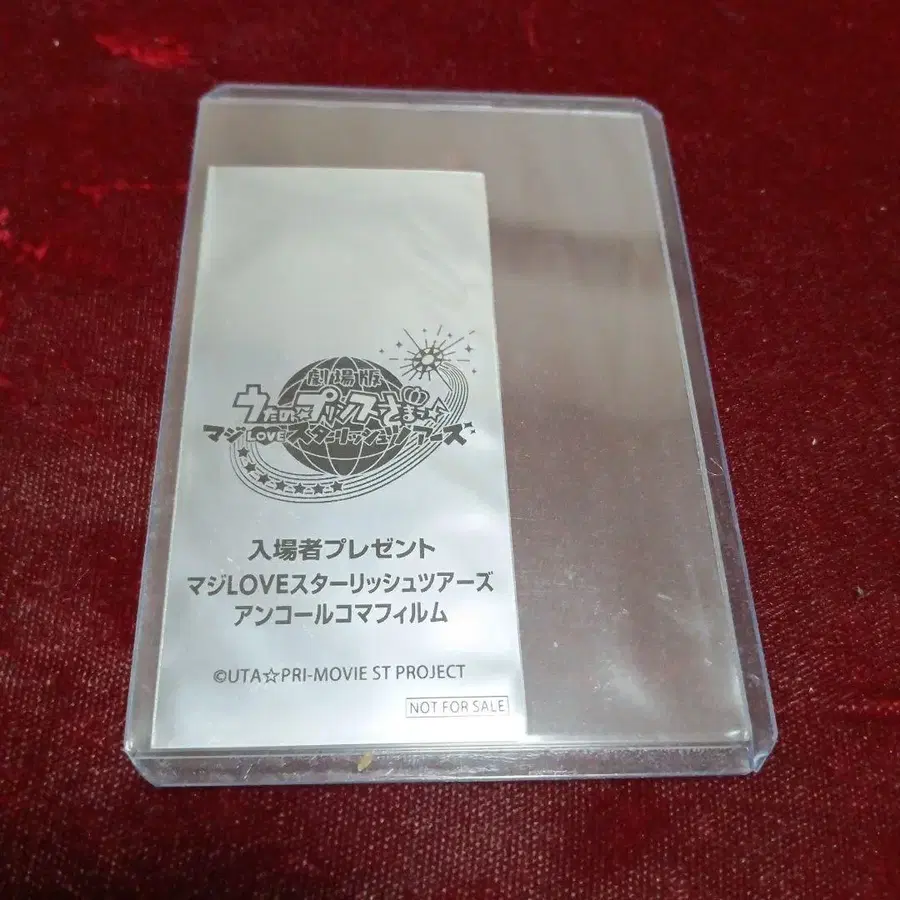 劇場版
うたの☆プリンスさまっ♪
マジLOVEスターリッシュツアーズ
入場者プレゼント
マジLOVEスターリッシュツアーズ
アンコールコマフィルム
©UTA☆PRI-MOVIE ST PROJECT
NOT FOR SALE